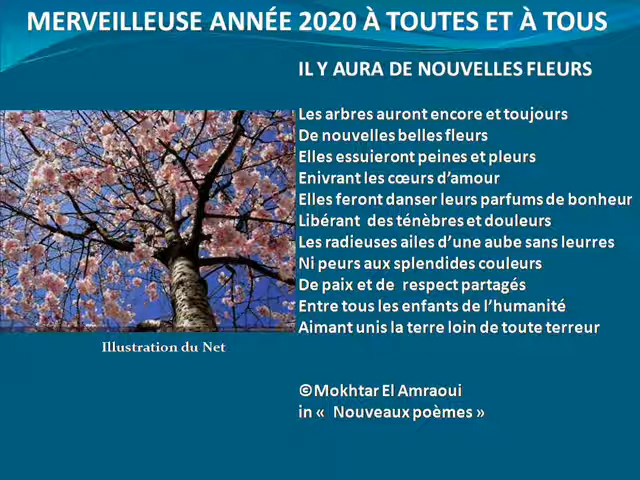 MERVEILLEUSE ANNÉE 2020 À TOUTES ET À TOUS
IL Y AURA DE NOUVELLES FLEURS
Les arbres auront encore et toujours
De nouvelles belles fleurs
Elles essuieront peines et pleurs
Enivrant les cœurs d’amour
Elles feront danser leurs parfums de bonheur
Libérant des ténèbres et douleurs
Les radieuses ailes d’une aube sans leurres
Ni peurs aux splendides couleurs
De paix et de respect partagés
Entre tous les enfants de l’humanité
Aimant unis la terre loin de toute terreur
Illustration du Net
©Mokhtar El Amraoui
in « Nouveaux poèmes »